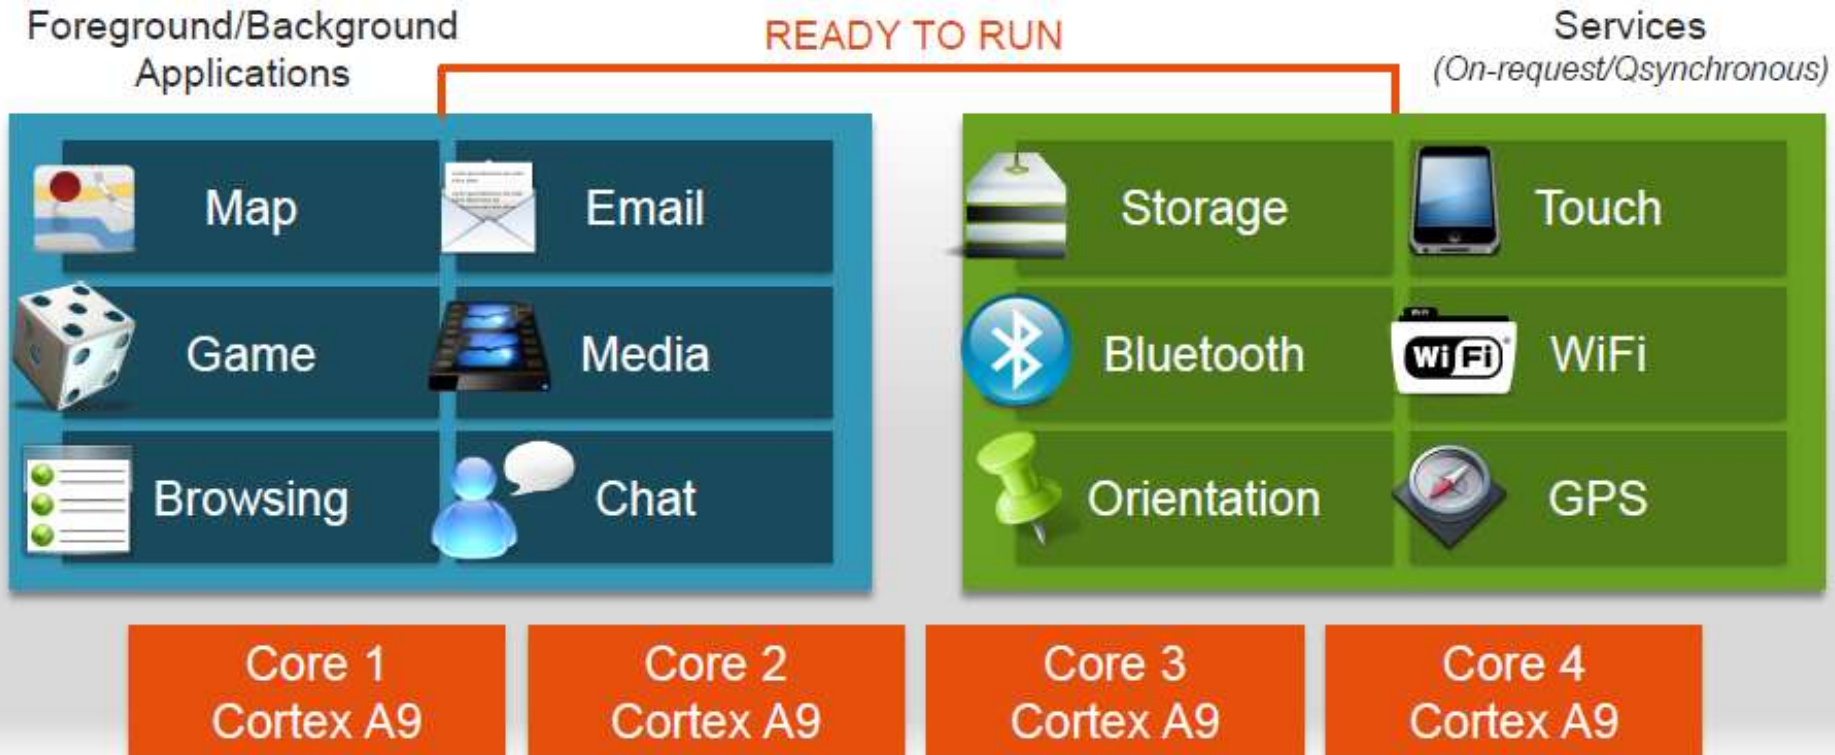 Foreground/Background
Applications
READY TO RUN
Services
(On-request/Qsynchronous)
Map
Email
Storage
Touch
Game
Media
Bluetooth
WiFi
WiFi
Browsing
Chat
Orientation
GPS
Core 1
Cortex A9
Core 2
Cortex A9
Core 3
Cortex A9
Core 4
Cortex A9